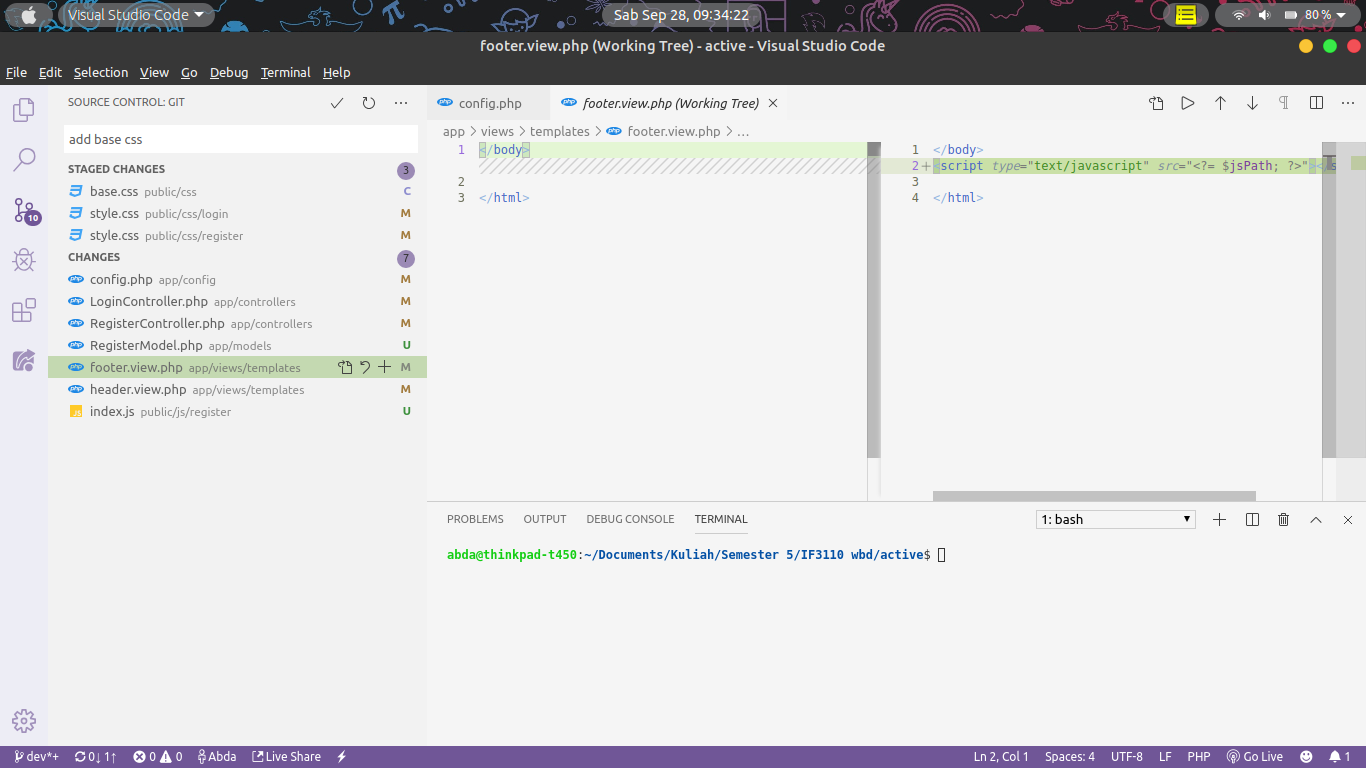 Visual Studio Code
Sab Sep 28, 09:34:22
80 %
footer.view.php (Working Tree) - active - Visual Studio Code
File Edit Selection View Go Debug Terminal Help
SOURCE CONTROL: GIT
add base css
STAGED CHANGES 3
base.css public/css C
style.css public/css/login M
style.css public/css/register M
CHANGES 7
config.php app/config M
LoginController.php app/controllers M
RegisterController.php app/controllers M
RegisterModel.php app/models U
footer.view.php app/views/templates M
header.view.php app/views/templates M
index.js public/js/register U
10
config.php footer.view.php (Working Tree)
app > views > templates > footer.view.php > …
1 </body>
2
3 </html>
1 </body>
2+ <script type="text/javascript" src="<?= $jsPath; ?>"></s
3
4 </html>
PROBLEMS OUTPUT DEBUG CONSOLE TERMINAL
1: bash
abda@thinkpad-t450:~/Documents/Kuliah/Semester 5/IF3110 wbd/active$
dev*+ 0↓ 1↑ 0 0 Abda Live Share
Ln 2, Col 1 Spaces: 4 UTF-8 LF PHP Go Live 1